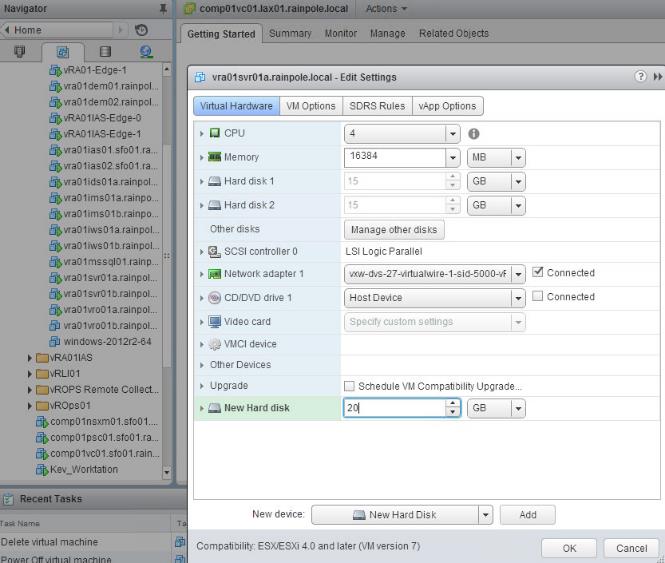 Navigator
comp01vc01.lax01.rainpole.local Actions
Home
Getting Started Summary Monitor Manage Related Objects
vRA01-Edge-1
vra01dem01.rainpol...
vra01dem02.rainpol...
vRA01IAS-Edge-0
vRA01IAS-Edge-1
vra01ias01.sfo01.ra...
vra01ias02.sfo01.ra...
vra01ids01a.rainpol...
vra01ims01a.rainpo...
vra01ims01b.rainpo...
vra01iws01a.rainpol...
vra01iws01b.rainpol...
vra01mssql01.rainp...
vra01svr01a.rainpol...
vra01svr01b.rainpol...
vra01vro01a.rainpol...
vra01vro01b.rainpol...
windows-2012r2-64
vRA01IAS
vRLI01
vROPS Remote Collect...
vROps01
comp01nsxm01.sfo01...
comp01psc01.sfo01.ra...
comp01vc01.sfo01.rain...
Kev_Worktation
Recent Tasks
Task Name
Delete virtual machine
Power Off virtual machine
vra01svr01a.rainpole.local - Edit Settings
Virtual Hardware VM Options SDRS Rules vApp Options
CPU 4
Memory 16384 MB
Hard disk 1 15 GB
Hard disk 2 15 GB
Other disks Manage other disks
SCSI controller 0 LSI Logic Parallel
Network adapter 1 vxw-dvs-27-virtualwire-1-sid-5000-vF Connected
CD/DVD drive 1 Host Device Connected
Video card Specify custom settings
VMCI device
Other Devices
Upgrade Schedule VM Compatibility Upgrade...
New Hard disk 20 GB
New device: New Hard Disk Add
Compatibility: ESX/ESXi 4.0 and later (VM version 7) OK Cancel